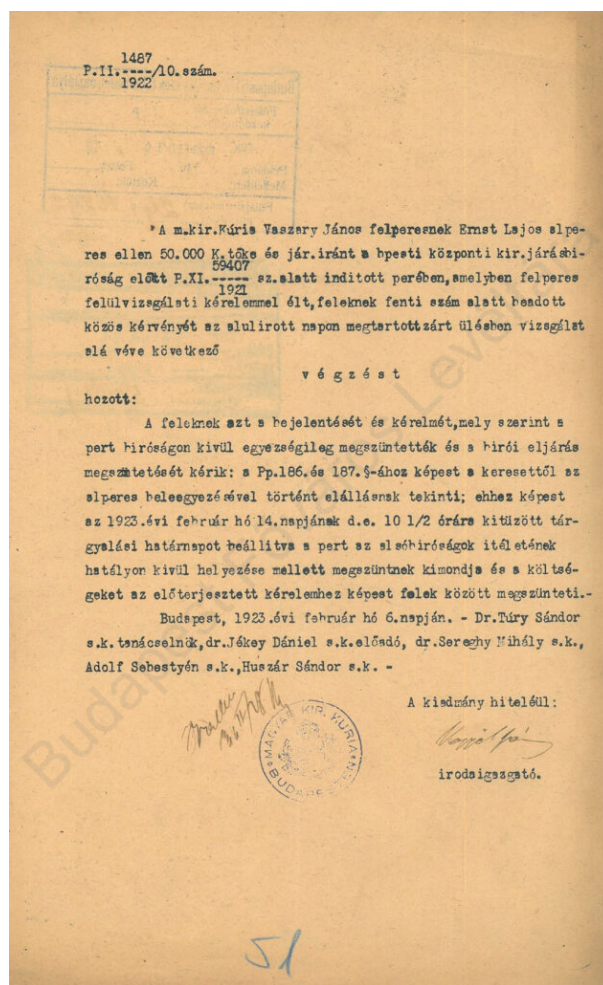 1487
P.II.----/10.szám.
1922
A m.kir.Kúria Vaszary János felperesnek Ernst Lajos alpe-
res ellen 50.000 K.tőke és jár.iránt a bpesti központi kir.járásbi-
59407
róság előtt P.XI.----- sz.alatt inditott perében,amelyben felperes
1921
felülvizsgálati kérelemmel élt,feleknek fenti szám alatt beadott
közös kérvényét az alulirott napon megtartottzárt ülésben vizsgálat
alá véve következő
v é g z é s t
hozott:
A feleknek azt a bejelentését és kérelmét,mely szerint a
pert biróságon kivül egyezségileg megszüntették és a birói eljárás
megszüntetését kérik: a Pp.186.és 187.§-ához képest a keresettől az
alperes beleegyezésével történt elállásnak tekinti; ehhez képest
az 1923.évi február hó 14.napjának d.e. 10 1/2 órára kitüzött tár-
gyalási határnapot beállitva a pert az alsóbiróságok itéletének
hatályon kivül helyezése mellett megszüntnek kimondja és a költsé-
geket az előterjesztett kérelemhez képest felek között megszünteti.-
Budapest, 1923.évi február hó 6.napján. - Dr.Túry Sándor
s.k.tanácselnök,dr.Jékey Dániel s.k.előadó, dr.Sereghy Mihály s.k.,
Adolf Sebestyén s.k.,Huszár Sándor s.k. -
A kiadmány hiteléül:
MAGYAR KIR. KURIA BUDAPESTEN
irodaigazgató.
51